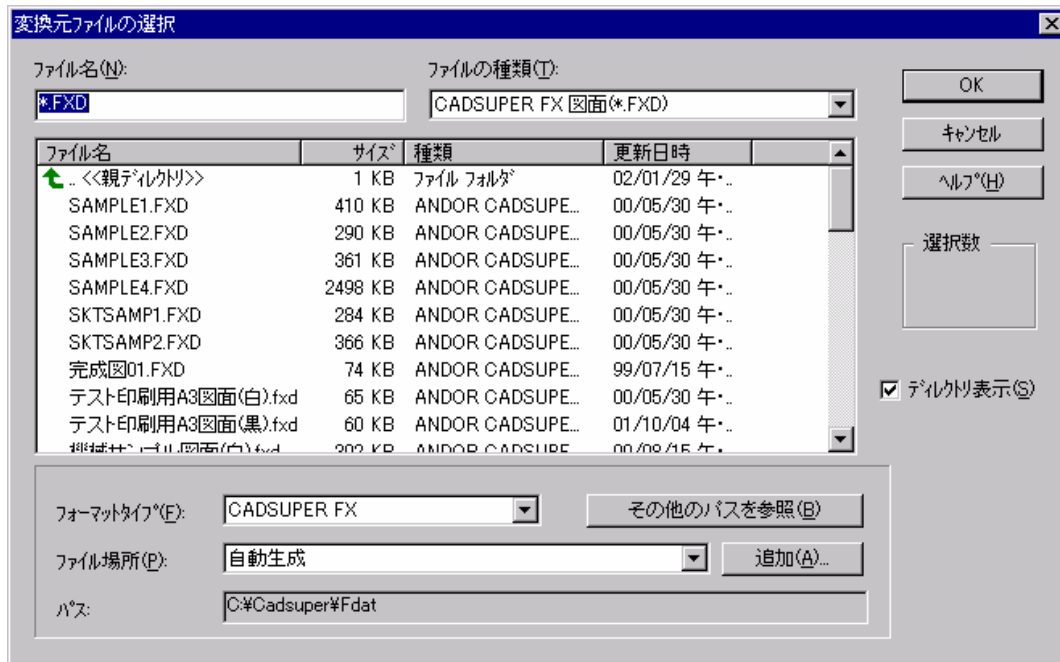 変換元ファイルの選択
ファイル名(N):
ファイルの種類(T):
*.FXD
CADSUPER FX 図面(*.FXD)
OK
キャンセル
ヘルプ(H)
選択数
ディレクトリ表示(S)
ファイル名 サイズ 種類 更新日時
.. <<親ディレクトリ>> 1 KB ファイル フォルダ 02/01/29 午・..
SAMPLE1.FXD 410 KB ANDOR CADSUPE... 00/05/30 午・..
SAMPLE2.FXD 290 KB ANDOR CADSUPE... 00/05/30 午・..
SAMPLE3.FXD 361 KB ANDOR CADSUPE... 00/05/30 午・..
SAMPLE4.FXD 2498 KB ANDOR CADSUPE... 00/05/30 午・..
SKTSAMP1.FXD 284 KB ANDOR CADSUPE... 00/05/30 午・..
SKTSAMP2.FXD 366 KB ANDOR CADSUPE... 00/05/30 午・..
完成図01.FXD 74 KB ANDOR CADSUPE... 99/07/15 午・..
テスト印刷用A3図面(白).fxd 65 KB ANDOR CADSUPE... 00/05/30 午・..
テスト印刷用A3図面(黒).fxd 60 KB ANDOR CADSUPE... 01/10/04 午・..
フォーマットタイプ(F): CADSUPER FX その他のパスを参照(B)
ファイル場所(P): 自動生成 追加(A)...
パス: C:¥Cadsuper¥Fdat